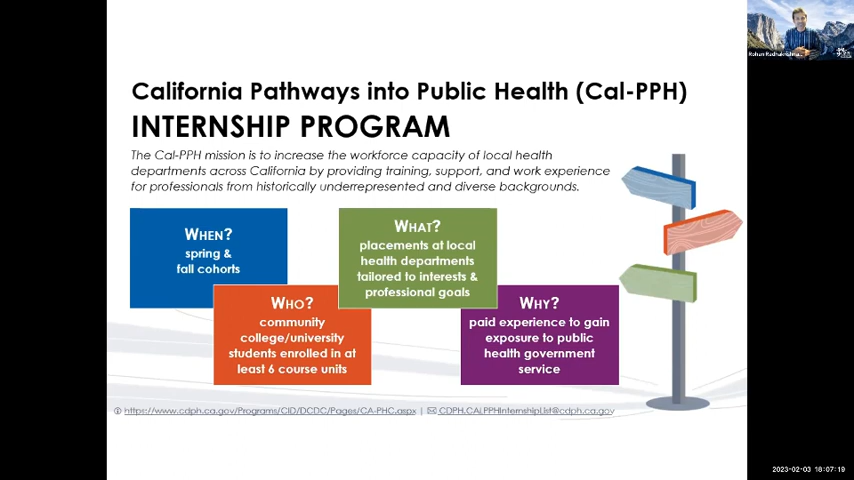 California Pathways into Public Health (Cal-PPH)
INTERNSHIP PROGRAM
The Cal-PPH mission is to increase the workforce capacity of local health
departments across California by providing training, support, and work experience
for professionals from historically underrepresented and diverse backgrounds.
WHEN?
spring &
fall cohorts
WHO?
community
college/university
students enrolled in at
least 6 course units
WHAT?
placements at local
health departments
tailored to interests &
professional goals
WHY?
paid experience to gain
exposure to public
health government
service
https://www.cdph.ca.gov/Programs/CID/DCDC/Pages/CA-PHC.aspx | CDPH.CALPPHInternshipList@cdph.ca.gov
Rohan Radhakrishna
2023-02-03 18:07:19